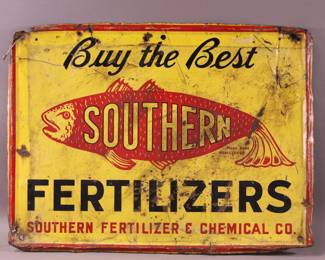 Buy the Best
SOUTHERN
FERTILIZERS
SOUTHERN FERTILIZER & CHEMICAL CO.